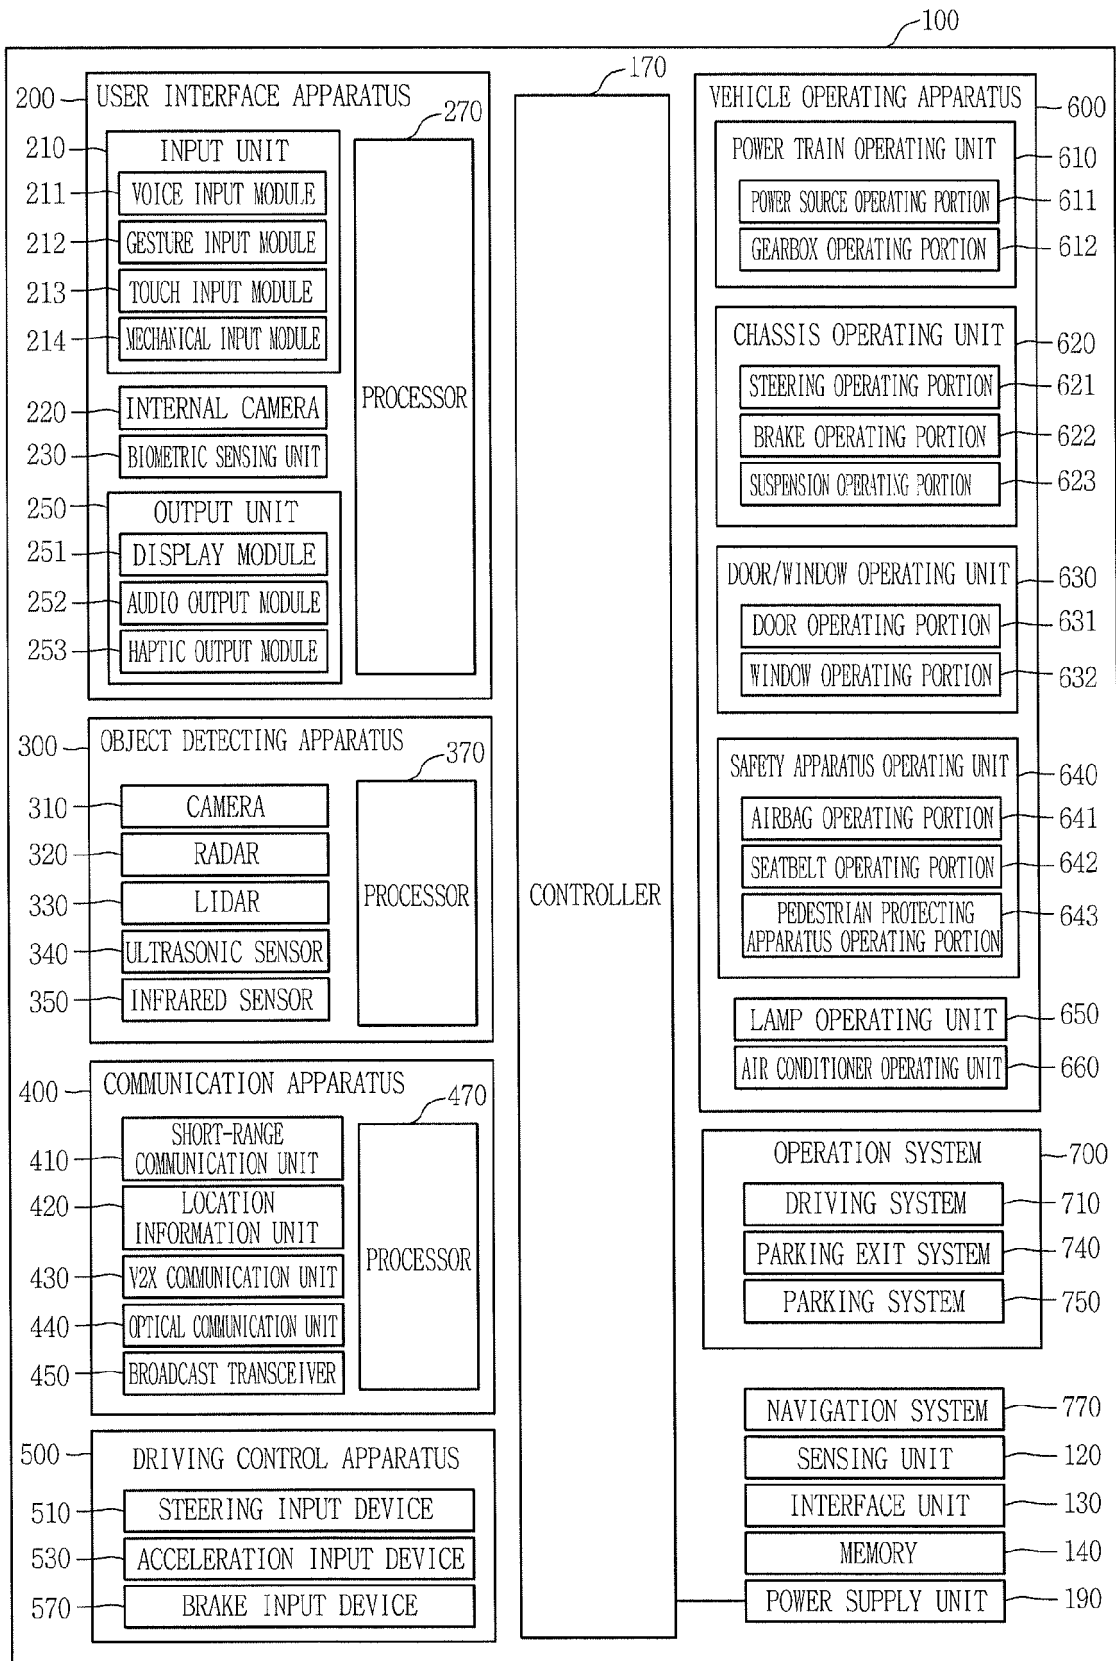 100
170
200
USER INTERFACE APPARATUS
270
210
INPUT UNIT
211
VOICE INPUT MODULE
212
GESTURE INPUT MODULE
213
TOUCH INPUT MODULE
214
MECHANICAL INPUT MODULE
220
INTERNAL CAMERA
230
BIOMETRIC SENSING UNIT
PROCESSOR
250
OUTPUT UNIT
251
DISPLAY MODULE
252
AUDIO OUTPUT MODULE
253
HAPTIC OUTPUT MODULE
300
OBJECT DETECTING APPARATUS
370
310
CAMERA
320
RADAR
330
LIDAR
340
ULTRASONIC SENSOR
350
INFRARED SENSOR
PROCESSOR
400
COMMUNICATION APPARATUS
470
410
SHORT-RANGE
COMMUNICATION UNIT
420
LOCATION
INFORMATION UNIT
430
V2X COMMUNICATION UNIT
440
OPTICAL COMMUNICATION UNIT
450
BROADCAST TRANSCEIVER
PROCESSOR
500
DRIVING CONTROL APPARATUS
510
STEERING INPUT DEVICE
530
ACCELERATION INPUT DEVICE
570
BRAKE INPUT DEVICE
CONTROLLER
VEHICLE OPERATING APPARATUS
600
POWER TRAIN OPERATING UNIT
610
POWER SOURCE OPERATING PORTION
611
GEARBOX OPERATING PORTION
612
CHASSIS OPERATING UNIT
620
STEERING OPERATING PORTION
621
BRAKE OPERATING PORTION
622
SUSPENSION OPERATING PORTION
623
DOOR/WINDOW OPERATING UNIT
630
DOOR OPERATING PORTION
631
WINDOW OPERATING PORTION
632
SAFETY APPARATUS OPERATING UNIT
640
AIRBAG OPERATING PORTION
641
SEATBELT OPERATING PORTION
642
PEDESTRIAN PROTECTING
APPARATUS OPERATING PORTION
643
LAMP OPERATING UNIT
650
AIR CONDITIONER OPERATING UNIT
660
OPERATION SYSTEM
700
DRIVING SYSTEM
710
PARKING EXIT SYSTEM
740
PARKING SYSTEM
750
NAVIGATION SYSTEM
770
SENSING UNIT
120
INTERFACE UNIT
130
MEMORY
140
POWER SUPPLY UNIT
190